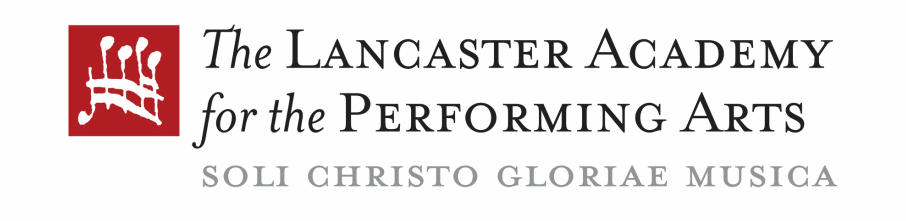 The Lancaster Academy
for the Performing Arts
SOLI CHRISTO GLORIAE MUSICA